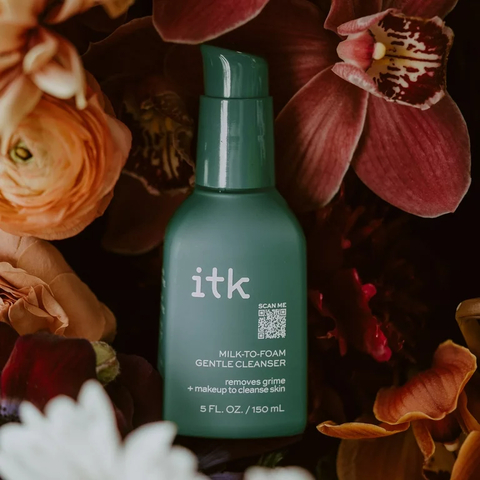 itk
SCAN ME
MILK-TO-FOAM
GENTLE CLEANSER
removes grime
+ makeup to cleanse skin
5 FL. OZ. / 150 mL